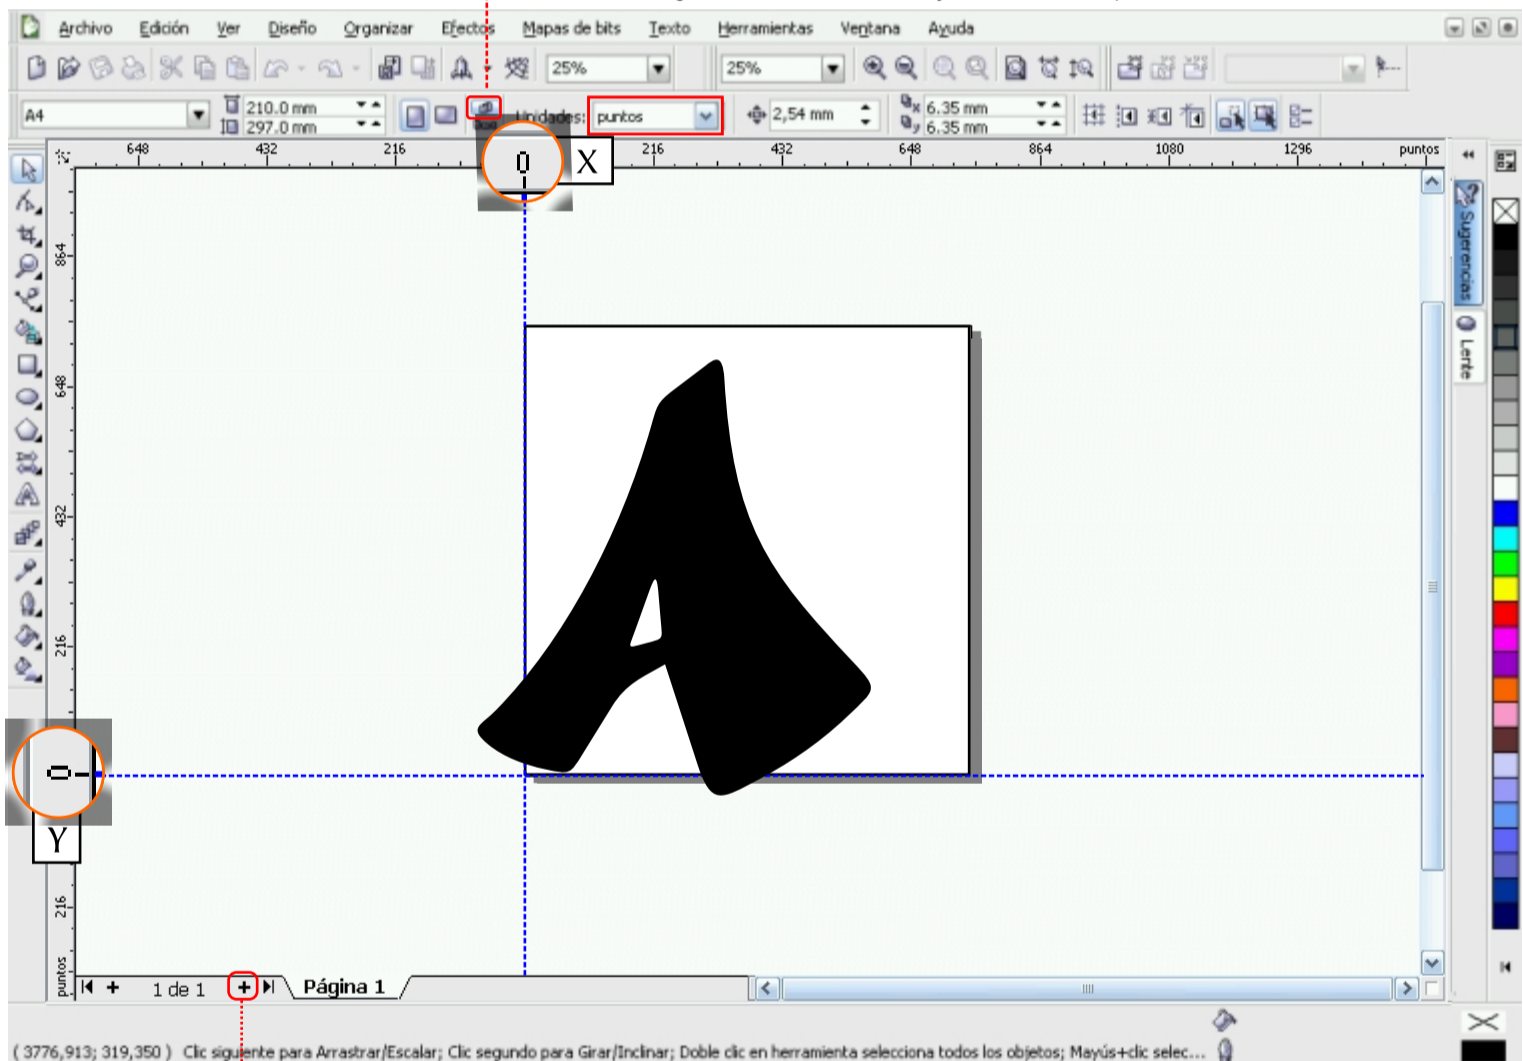 Archivo Edición Ver Diseño Organizar Efectos Mapas de bits Texto Herramientas Ventana Ayuda
25% 25%
A4 210.0 mm 297.0 mm Unidades: puntos 2,54 mm x 6.35 mm y 6.35 mm
648 432 216 0 X 216 432 648 864 1080 1296 puntos
864
648
432
216
0
Y
216
puntos
Sugerencias
Lente
A
1 de 1 Página 1
( 3776,913; 319,350 ) Clic siguiente para Arrastrar/Escalar; Clic segundo para Girar/Inclinar; Doble clic en herramienta selecciona todos los objetos; Mayús+clic selec...